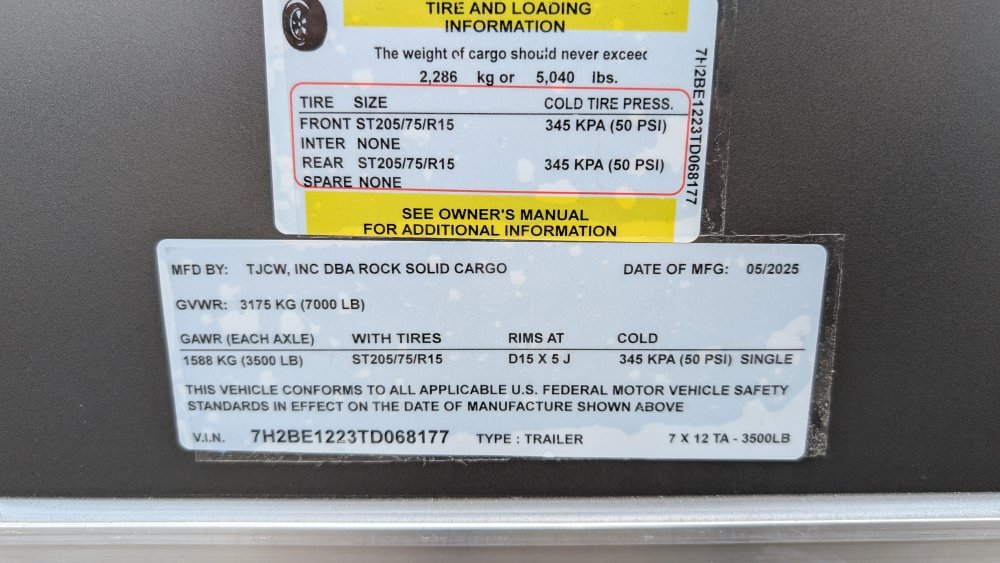 TIRE AND LOADING
INFORMATION
The weight of cargo should never exceed
2,286 kg or 5,040 lbs.
TIRE SIZE COLD TIRE PRESS.
FRONT ST205/75/R15 345 KPA (50 PSI)
INTER NONE
REAR ST205/75/R15 345 KPA (50 PSI)
SPARE NONE
SEE OWNER'S MANUAL
FOR ADDITIONAL INFORMATION
7H2BE1223TD068177
MFD BY: TJCW, INC DBA ROCK SOLID CARGO DATE OF MFG: 05/2025
GVWR: 3175 KG (7000 LB)
GAWR (EACH AXLE) WITH TIRES RIMS AT COLD
1588 KG (3500 LB) ST205/75/R15 D15 X 5 J 345 KPA (50 PSI) SINGLE
THIS VEHICLE CONFORMS TO ALL APPLICABLE U.S. FEDERAL MOTOR VEHICLE SAFETY
STANDARDS IN EFFECT ON THE DATE OF MANUFACTURE SHOWN ABOVE
V.I.N. 7H2BE1223TD068177 TYPE : TRAILER 7 X 12 TA - 3500LB